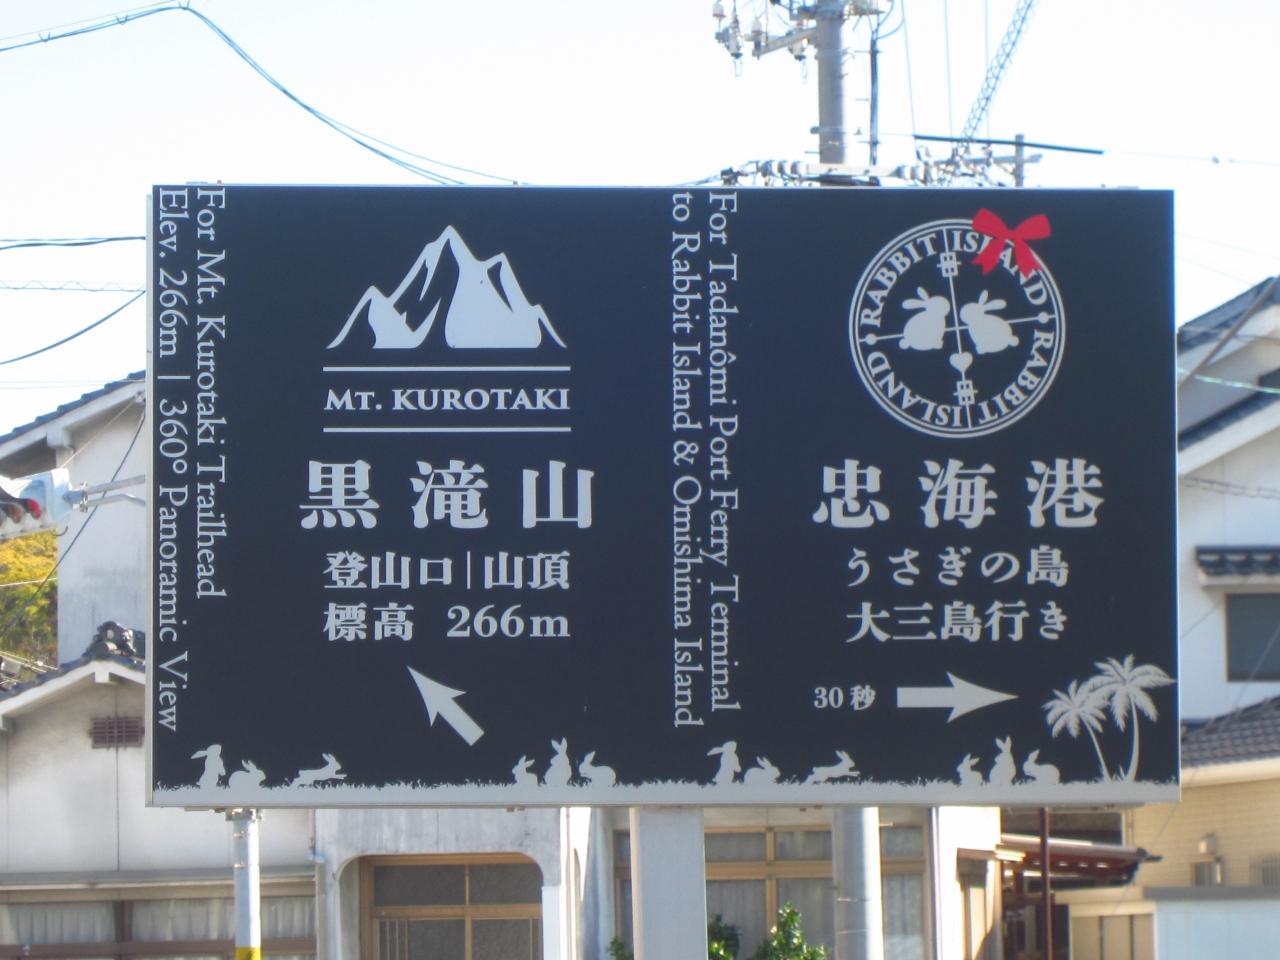 For Mt. Kurotaki Trailhead
Elev. 266m | 360° Panoramic View
MT. KUROTAKI
黒滝山
登山口|山頂
標高 266m
For Tadanômi Port Ferry Terminal
to Rabbit Island & Omishima Island
RABBIT ISLAND RABBIT ISLAND
忠海港
うさぎの島
大三島行き
30秒